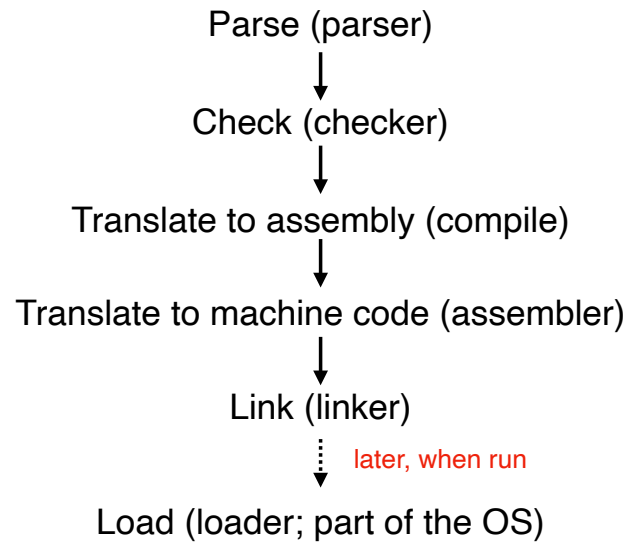 Parse (parser)
Check (checker)
Translate to assembly (compile)
Translate to machine code (assembler)
Link (linker)
later, when run
Load (loader; part of the OS)